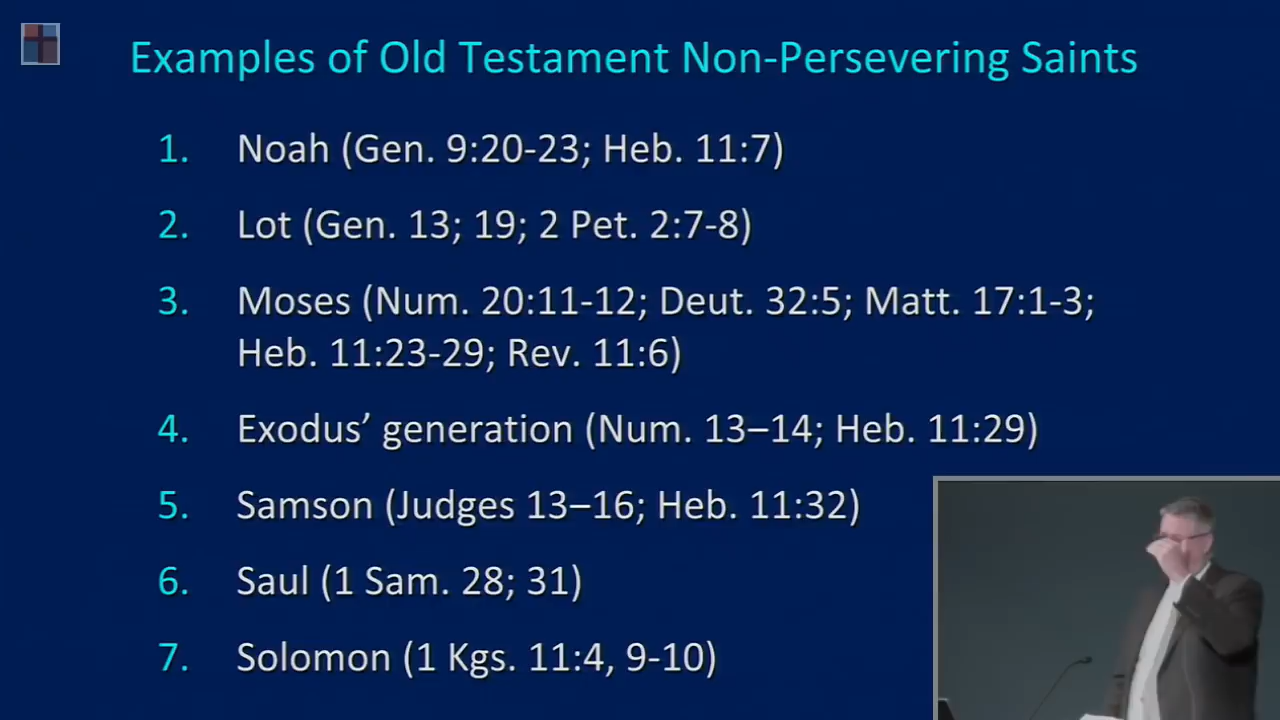 Examples of Old Testament Non-Persevering Saints
1. Noah (Gen. 9:20-23; Heb. 11:7)
2. Lot (Gen. 13; 19; 2 Pet. 2:7-8)
3. Moses (Num. 20:11-12; Deut. 32:5; Matt. 17:1-3;
Heb. 11:23-29; Rev. 11:6)
4. Exodus’ generation (Num. 13–14; Heb. 11:29)
5. Samson (Judges 13–16; Heb. 11:32)
6. Saul (1 Sam. 28; 31)
7. Solomon (1 Kgs. 11:4, 9-10)